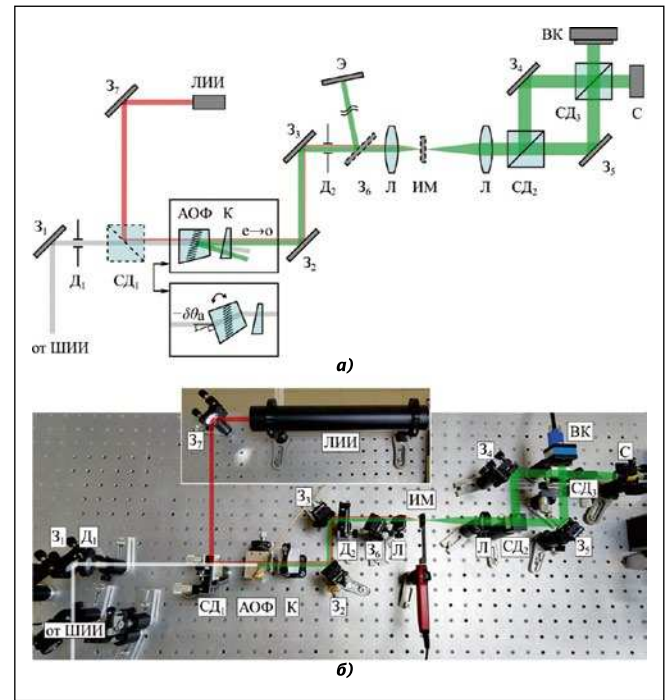 ВК
Э
З₇ ЛИИ
З₄
З₃
СД₃
С
З₁
АОФ К
e→o
Д₂ З₆ Л ИМ Л СД₂ З₅
Д₁ СД₁
З₂
−δθa
от ШИИ
а)
З₇ ЛИИ
ВК
З₄ С
З₃ ИМ СД₃
З₁ Д₁
Д₂ З₆ Л Л СД₂ З₅
СД₁ АОФ К З₂
от ШИИ
б)